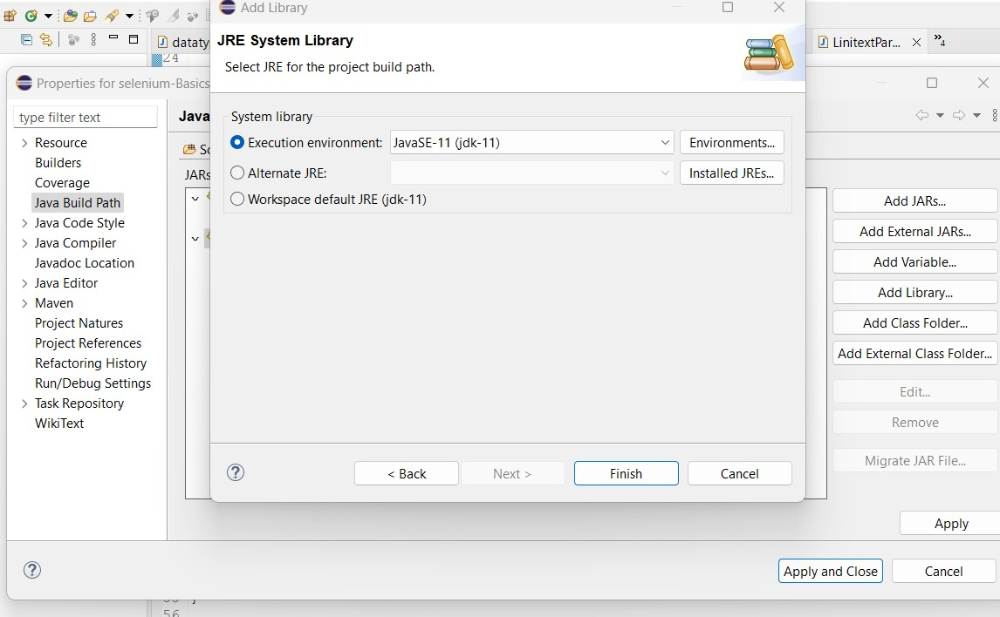 Add Library
JRE System Library
Select JRE for the project build path.
dataty
LinitextPar...
4
24
Properties for selenium-Basics
type filter text
Resource
Builders
Coverage
Java Build Path
Java Code Style
Java Compiler
Javadoc Location
Java Editor
Maven
Project Natures
Project References
Refactoring History
Run/Debug Settings
Task Repository
WikiText
Java
So
JARs
System library
Execution environment: JavaSE-11 (jdk-11) Environments...
Alternate JRE: Installed JREs...
Workspace default JRE (jdk-11)
Add JARs...
Add External JARs...
Add Variable...
Add Library...
Add Class Folder...
Add External Class Folder...
Edit...
Remove
Migrate JAR File...
< Back Next > Finish Cancel
Apply
Apply and Close Cancel
56